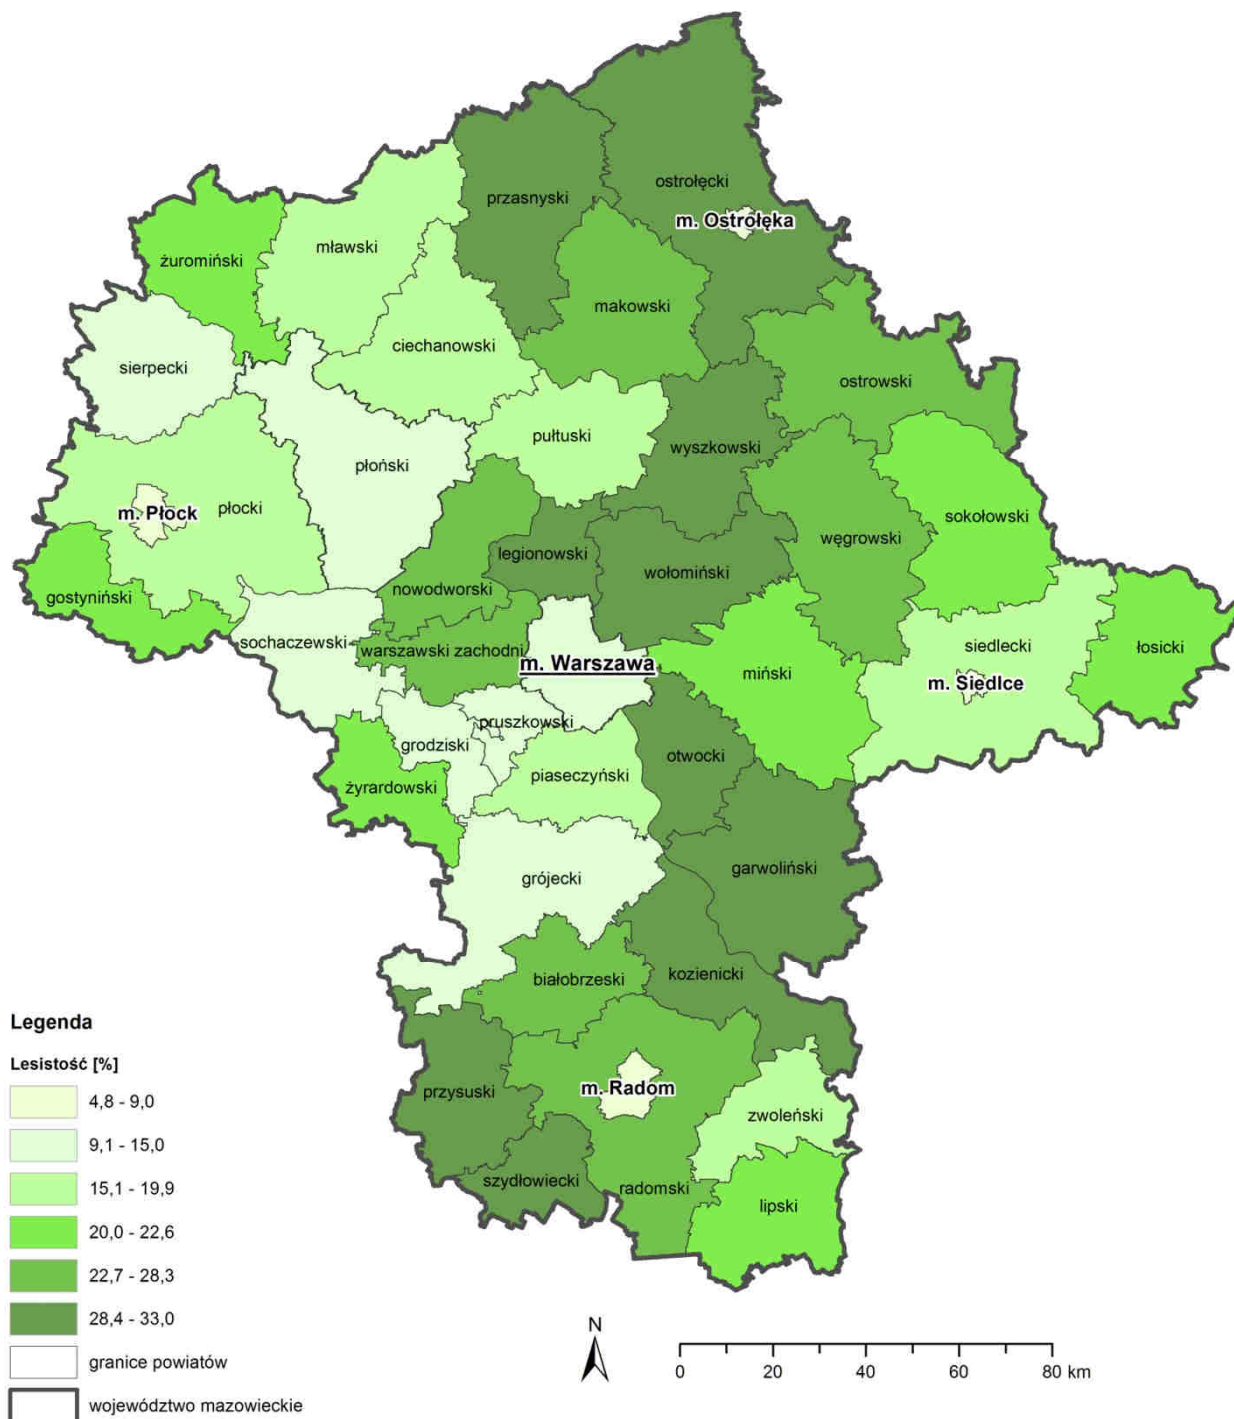 ostrołęcki
przasnyski
m. Ostrołęka
mławski
żuromiński
makowski
ciechanowski
sierpecki
ostrowski
pułtuski
wyszkowski
płoński
płocki
m. Płock
sokołowski
węgrowski
legionowski
wołomiński
nowodworski
gostyniński
sochaczewski
warszawski zachodni
m. Warszawa
siedlecki
łosicki
miński
m. Siedlce
pruszkowski
grodziski
otwocki
piaseczyński
żyrardowski
garwoliński
grójecki
kozienicki
białobrzeski
m. Radom
przysuski
zwoleński
szydłowiecki
radomski
lipski
Legenda
Lesistość [%]
4,8 - 9,0
9,1 - 15,0
15,1 - 19,9
20,0 - 22,6
22,7 - 28,3
28,4 - 33,0
granice powiatów
województwo mazowieckie
N
0 20 40 60 80 km